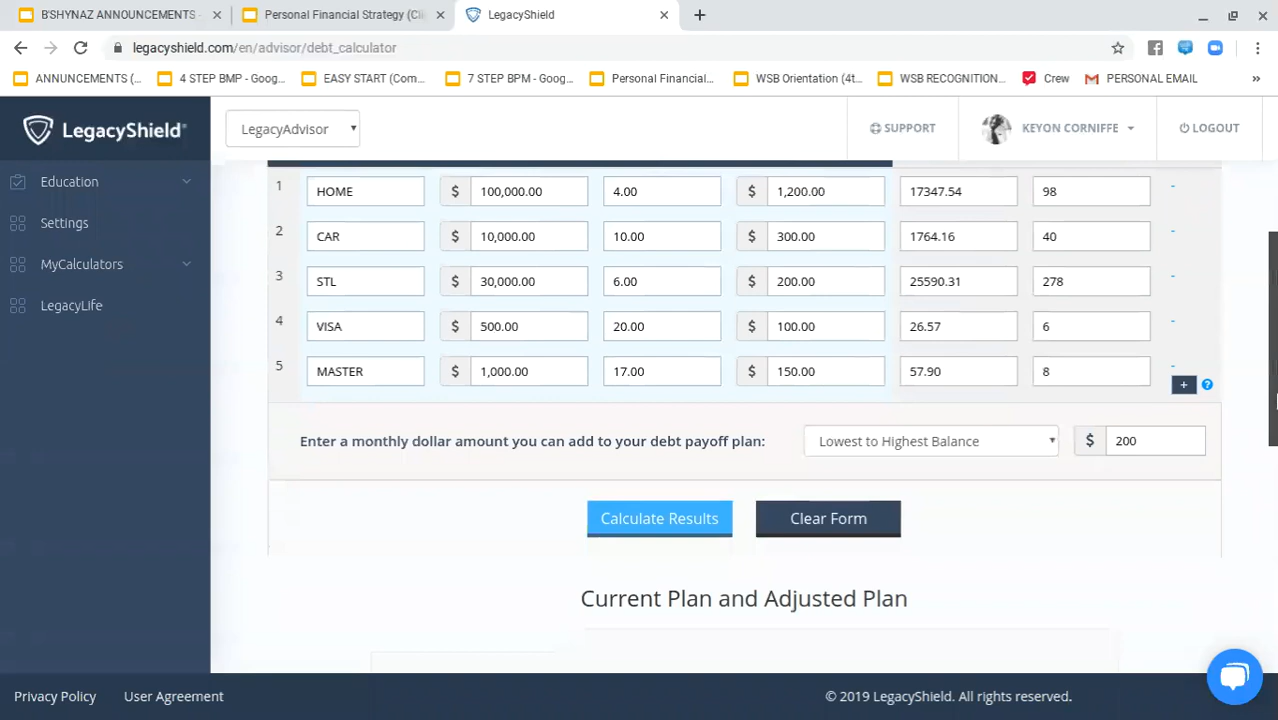 B'SHYNAZ ANNOUNCEMENTS -
Personal Financial Strategy (Cli
LegacyShield
legacyshield.com/en/advisor/debt_calculator
ANNUNCEMENTS (...
4 STEP BMP - Goog...
EASY START (Com...
7 STEP BPM - Goog...
Personal Financial...
WSB Orientation (4t...
WSB RECOGNITION...
Crew
PERSONAL EMAIL
»
LegacyShield®
LegacyAdvisor
SUPPORT
KEYON CORNIFFE
LOGOUT
Education
Settings
MyCalculators
LegacyLife
1 HOME $ 100,000.00 4.00 $ 1,200.00 17347.54 98 -
2 CAR $ 10,000.00 10.00 $ 300.00 1764.16 40 -
3 STL $ 30,000.00 6.00 $ 200.00 25590.31 278 -
4 VISA $ 500.00 20.00 $ 100.00 26.57 6 -
5 MASTER $ 1,000.00 17.00 $ 150.00 57.90 8 -
+ ?
Enter a monthly dollar amount you can add to your debt payoff plan: Lowest to Highest Balance $ 200
Calculate Results
Clear Form
Current Plan and Adjusted Plan
Privacy Policy
User Agreement
© 2019 LegacyShield. All rights reserved.